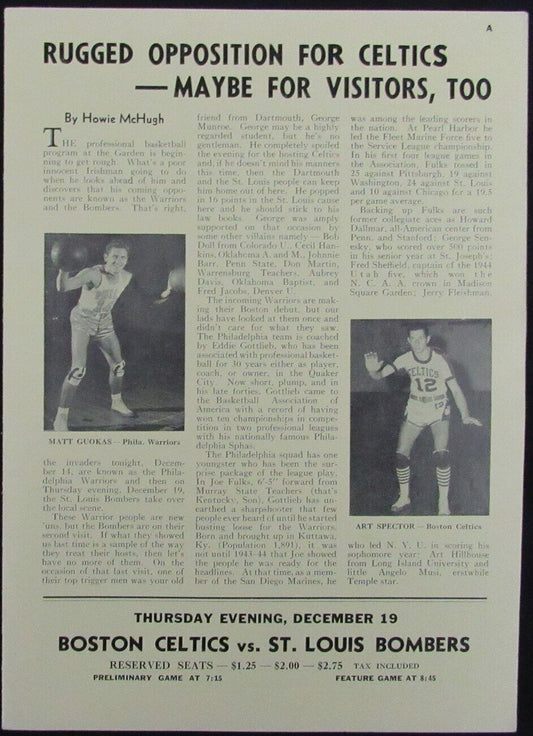 A
RUGGED OPPOSITION FOR CELTICS
—MAYBE FOR VISITORS, TOO
By Howie McHugh
THE professional basketball
program at the Garden is begin-
ning to get rough. What's a poor
innocent Irishman going to do
when he looks ahead of him and
discovers that his coming oppo-
nents are known as the Warriors
and the Bombers. That's right,
MATT GUOKAS — Phila. Warriors
the invaders tonight, Decem-
ber 14, are known as the Phila-
delphia Warriors and then on
Thursday evening, December 19,
the St. Louis Bombers take over
the local scene.
These Warrior people are new
'uns, but the Bombers are on their
second visit. If what they showed
us last time is a sample of the way
they treat their hosts, then let's
have no more of them. On the
occasion of that last visit, one of
their top trigger men was your old
friend from Dartmouth, George
Munroe. George may be a highly
regarded student, but he's no
gentleman. He completely spoiled
the evening for the hosting Celtics
and, if he doesn't mind his manners
this time, then the Dartmouth
and the St. Louis people can keep
him home out of here. He popped
in 16 points in the St. Louis cause
here and he should stick to his
law books. George was amply
supported on that occasion by
some other villains namely — Bob
Doll from Colorado U., Cecil Han-
kins, Oklahoma A. and M., Johnnie
Barr, Penn State, Don Martin,
Warrensburg Teachers, Aubrey
Davis, Oklahoma Baptist, and
Fred Jacobs, Denver U.
The incoming Warriors are mak-
ing their Boston debut, but our
lads have looked at them once and
didn't care for what they saw.
The Philadelphia team is coached
by Eddie Gottlieb, who has been
associated with professional basket-
ball for 30 years either as player,
coach, or owner, in the Quaker
City. Now short, plump, and in
his late forties, Gottlieb came to
the Basketball Association of
America with a record of having
won ten championships in compe-
tition in two professional leagues
with his nationally famous Phila-
delphia Sphas.
The Philadelphia squad has one
youngster who has been the sur-
prise package of the league play.
In Joe Fulks, 6'-5" forward from
Murray State Teachers (that's
Kentucky, Son), Gottlieb has un-
earthed a sharpshooter that few
people ever heard of until he started
busting loose for the Warriors.
Born and brought up in Kuttawa,
Ky. (Population 1,891), it was
not until 1943-44 that Joe showed
the people he was ready for the
headlines. At that time, as a mem-
ber of the San Diego Marines, he
was among the leading scorers in
the nation. At Pearl Harbor he
led the Fleet Marine Force five to
the Service League championship.
In his first four league games in
the Association, Fulks tossed in
25 against Pittsburgh, 19 against
Washington, 24 against St. Louis
and 10 against Chicago for a 19.5
per game average.
Backing up Fulks are such
former collegiate aces as Howard
Dallmar, all-American center from
Penn. and Stanford; George Sen-
esky, who scored over 500 points
in his senior year at St. Joseph's;
Fred Sheffield, captain of the 1944
Utah five, which won the
N. C. A. A. crown in Madison
Square Garden; Jerry Fleishman,
CELTICS
12
ART SPECTOR — Boston Celtics
who led N. Y. U. in scoring his
sophomore year; Art Hillhouse
from Long Island University and
little Angelo Musi, erstwhile
Temple star.
THURSDAY EVENING, DECEMBER 19
BOSTON CELTICS vs. ST. LOUIS BOMBERS
RESERVED SEATS — $1.25 — $2.00 — $2.75 TAX INCLUDED
PRELIMINARY GAME AT 7:15 FEATURE GAME AT 8:45